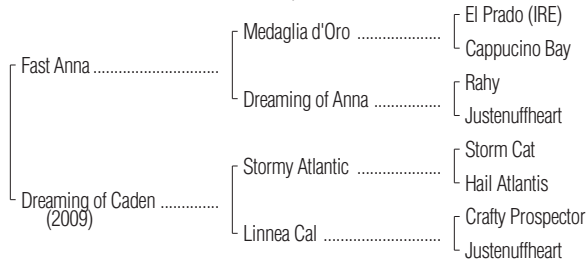 El Prado (IRE)
Medaglia d'Oro ..................
Cappucino Bay
Fast Anna ...........................
Rahy
Dreaming of Anna ................
Justenuffheart
Storm Cat
Stormy Atlantic ..................
Hail Atlantis
Dreaming of Caden ..............
(2009)
Crafty Prospector
Linnea Cal .........................
Justenuffheart